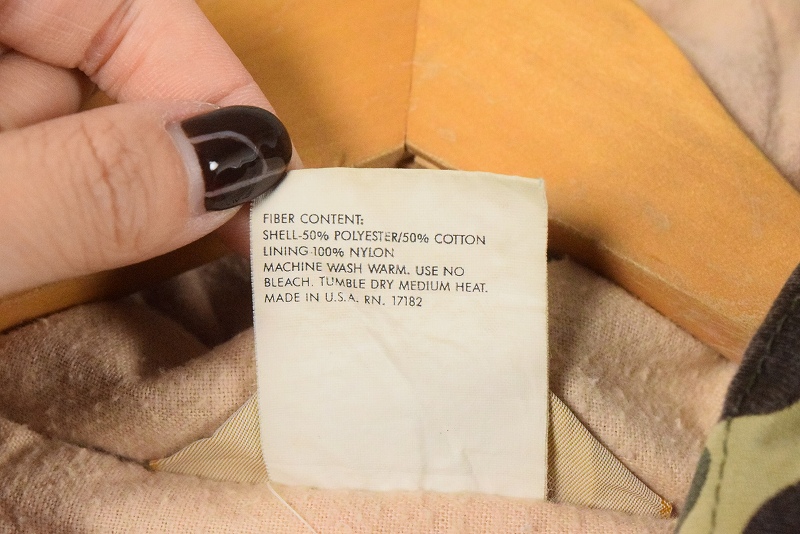 FIBER CONTENT:
SHELL-50% POLYESTER/50% COTTON
LINING-100% NYLON
MACHINE WASH WARM. USE NO
BLEACH. TUMBLE DRY MEDIUM HEAT.
MADE IN U.S.A. RN. 17182